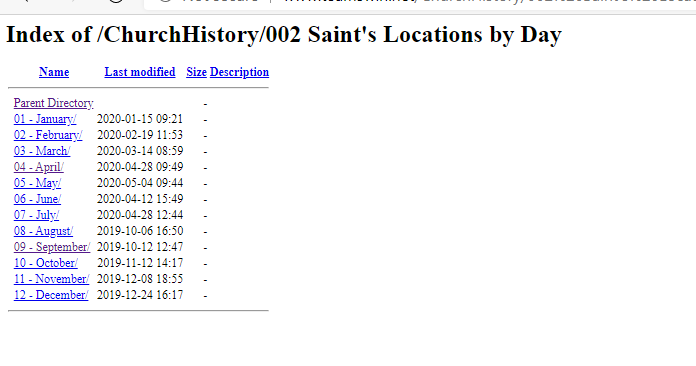 Index of /ChurchHistory/002 Saint's Locations by Day
Name Last modified Size Description
Parent Directory -
01 - January/ 2020-01-15 09:21 -
02 - February/ 2020-02-19 11:53 -
03 - March/ 2020-03-14 08:59 -
04 - April/ 2020-04-28 09:49 -
05 - May/ 2020-05-04 09:44 -
06 - June/ 2020-04-12 15:49 -
07 - July/ 2020-04-28 12:44 -
08 - August/ 2019-10-06 16:50 -
09 - September/ 2019-10-12 12:47 -
10 - October/ 2019-11-12 14:17 -
11 - November/ 2019-12-08 18:55 -
12 - December/ 2019-12-24 16:17 -